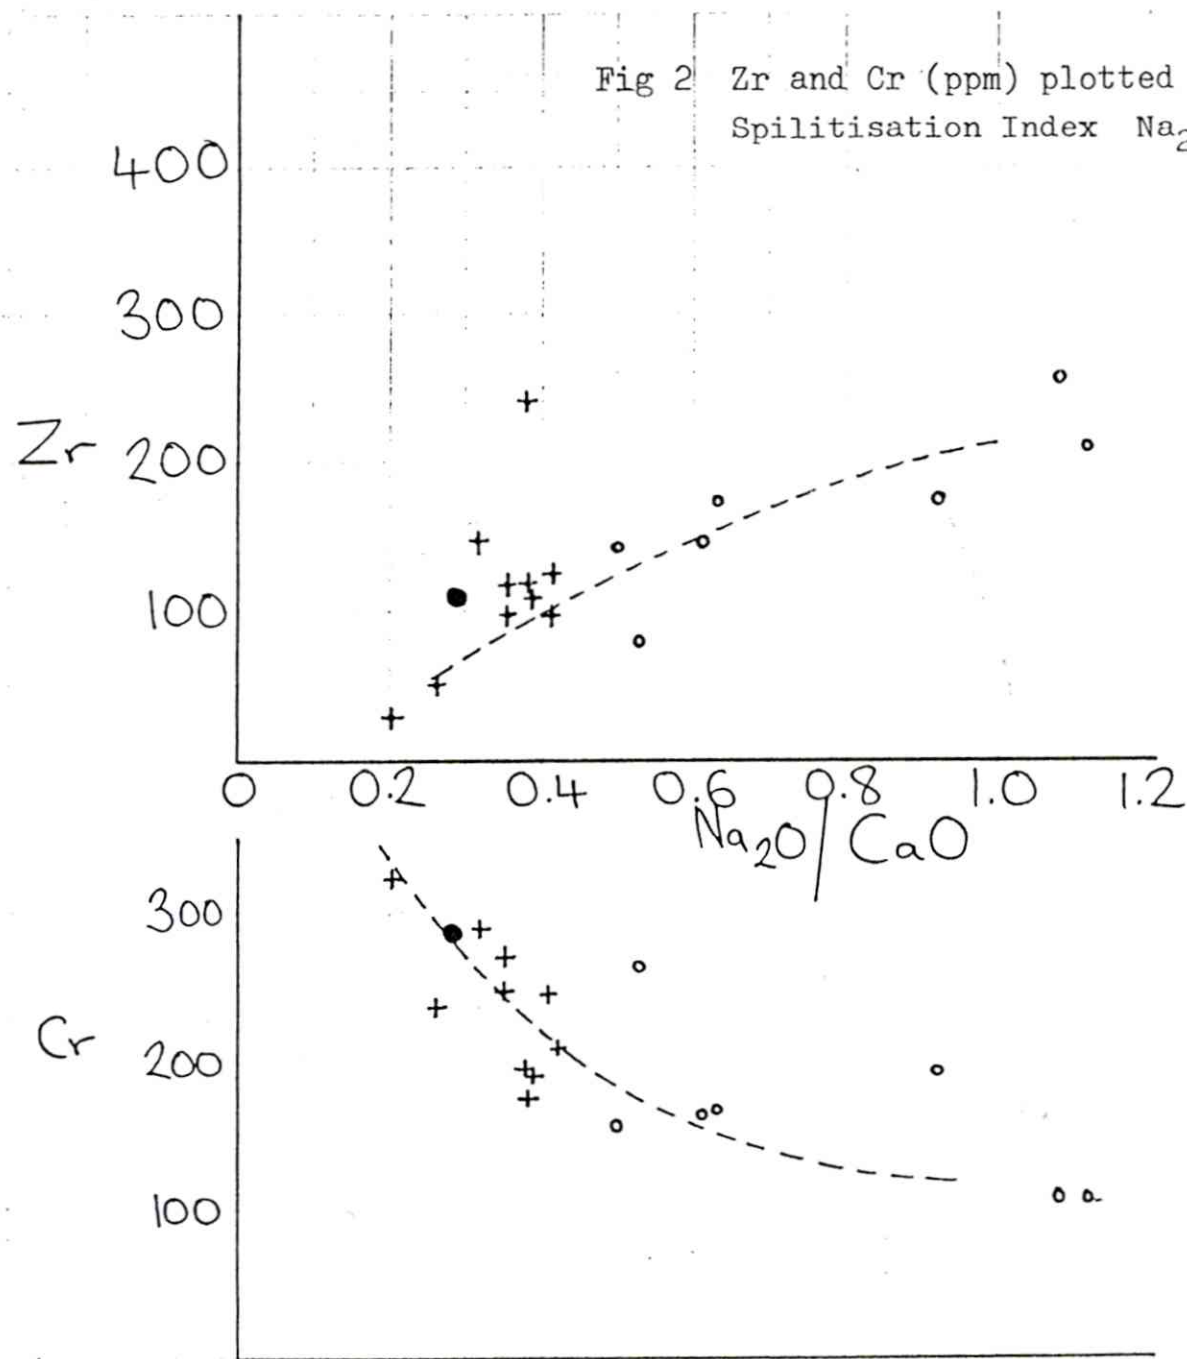 Fig 2 Zr and Cr (ppm) plotted
Spilitisation Index Na2
400
300
Zr 200
100
0 0.2 0.4 0.6 0.8 1.0 1.2
Na2O/CaO
300
Cr 200
100